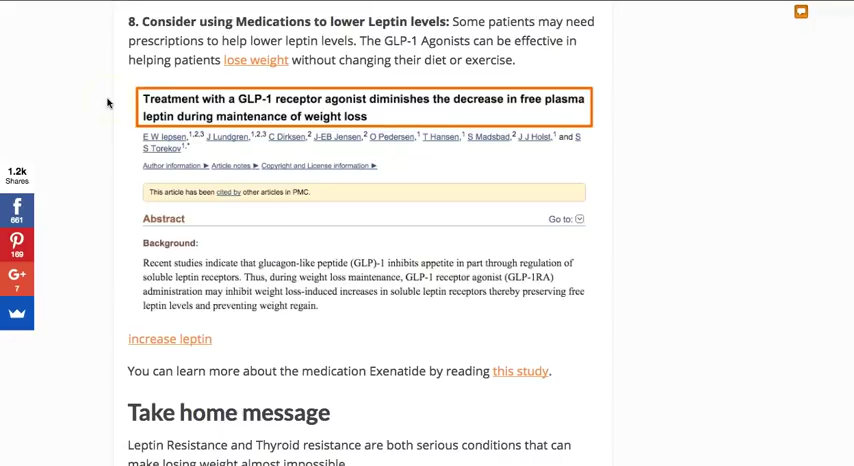 8. Consider using Medications to lower Leptin levels: Some patients may need
prescriptions to help lower leptin levels. The GLP-1 Agonists can be effective in
helping patients lose weight without changing their diet or exercise.
Treatment with a GLP-1 receptor agonist diminishes the decrease in free plasma
leptin during maintenance of weight loss
E W Iepsen,1,2,3 J Lundgren,1,2,3 C Dirksen,2 J-EB Jensen,2 O Pedersen,1 T Hansen,1 S Madsbad,2 J J Holst,1 and S
S Torekov1,*
Author information ► Article notes ► Copyright and License information ►
This article has been cited by other articles in PMC.
Abstract Go to:
Background:
Recent studies indicate that glucagon-like peptide (GLP)-1 inhibits appetite in part through regulation of
soluble leptin receptors. Thus, during weight loss maintenance, GLP-1 receptor agonist (GLP-1RA)
administration may inhibit weight loss-induced increases in soluble leptin receptors thereby preserving free
leptin levels and preventing weight regain.
increase leptin
You can learn more about the medication Exenatide by reading this study.
Take home message
Leptin Resistance and Thyroid resistance are both serious conditions that can
make losing weight almost impossible.
1.2k
Shares
f
661
169
G+
7